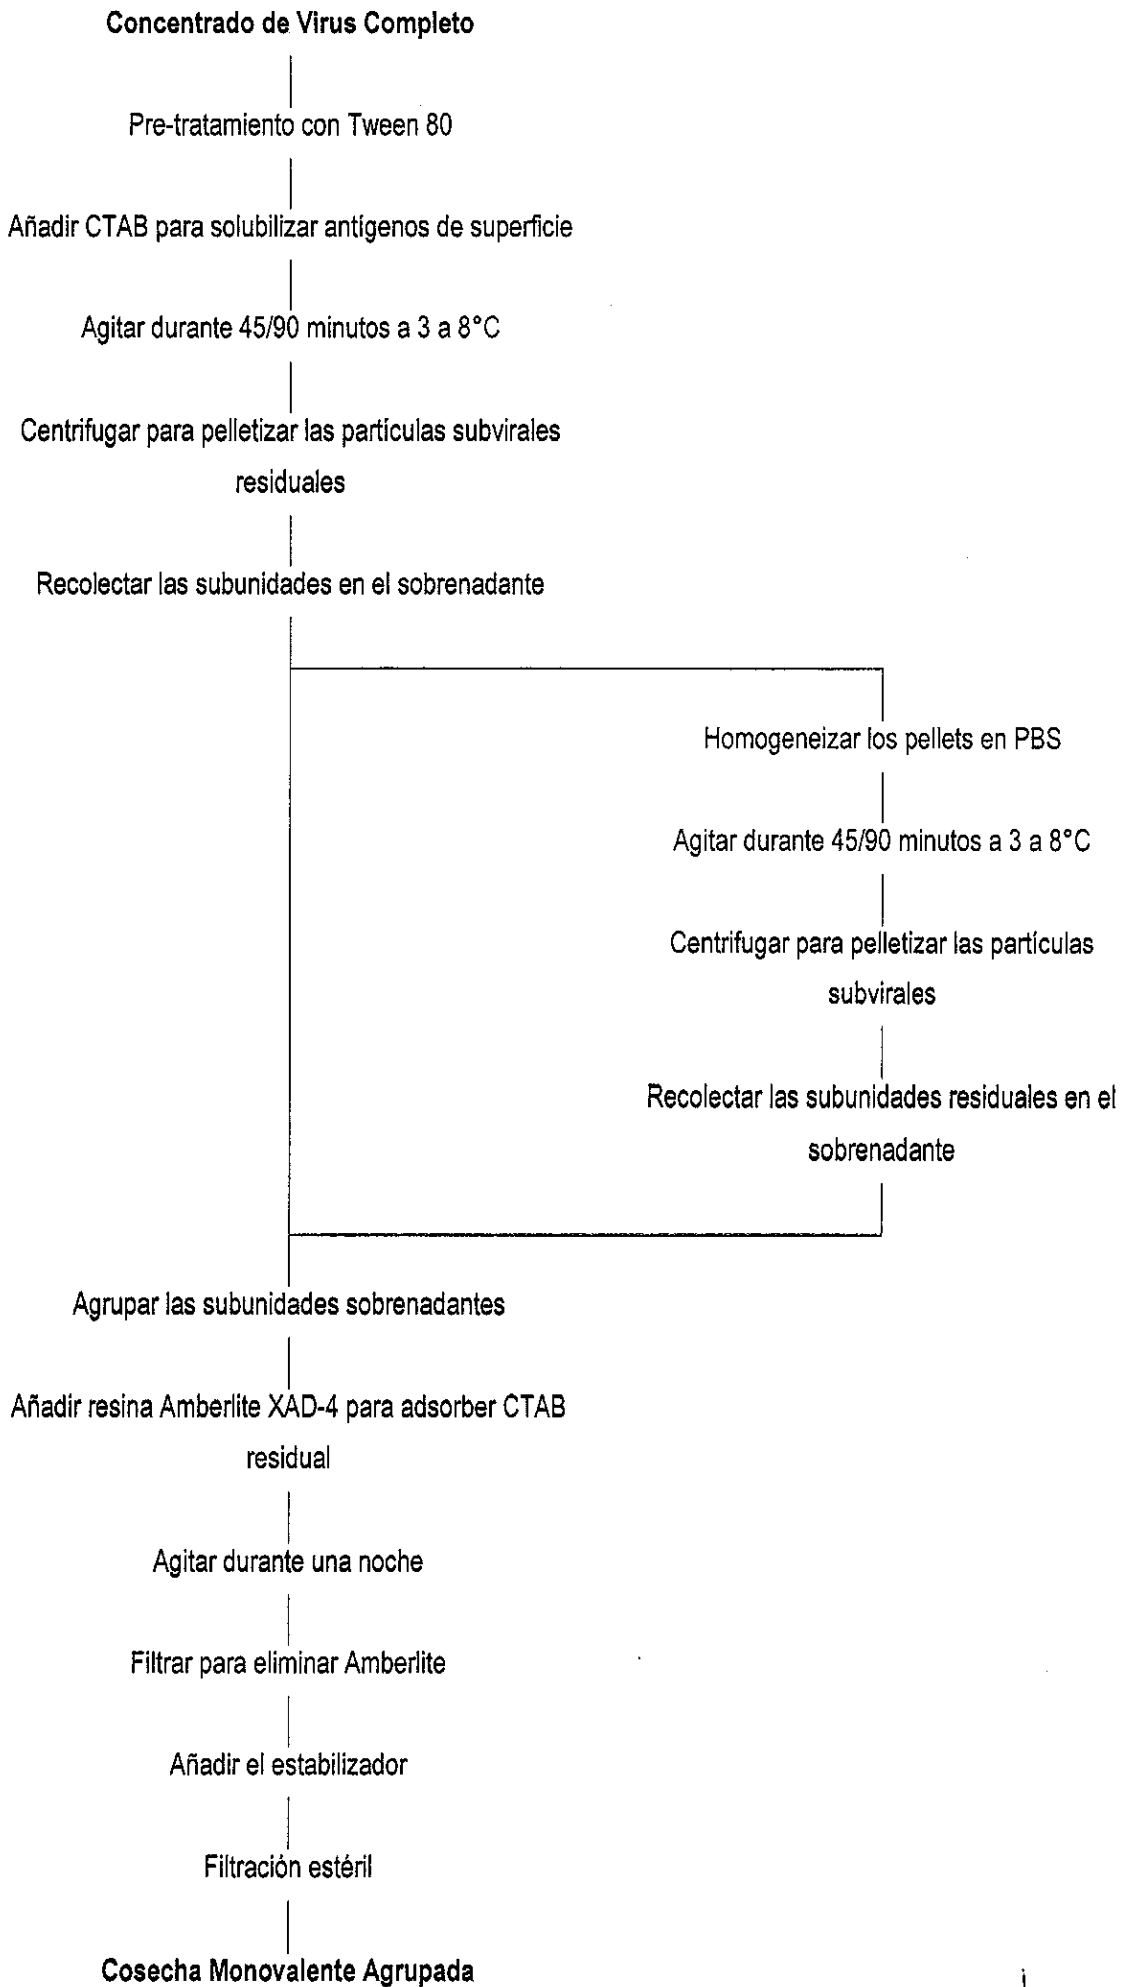 Concentrado de Virus Completo
Pre-tratamiento con Tween 80
Añadir CTAB para solubilizar antígenos de superficie
Agitar durante 45/90 minutos a 3 a 8°C
Centrifugar para pelletizar las partículas subvirales
residuales
Recolectar las subunidades en el sobrenadante
Homogeneizar los pellets en PBS
Agitar durante 45/90 minutos a 3 a 8°C
Centrifugar para pelletizar las partículas
subvirales
Recolectar las subunidades residuales en el
sobrenadante
Agrupar las subunidades sobrenadantes
Añadir resina Amberlite XAD-4 para adsorber CTAB
residual
Agitar durante una noche
Filtrar para eliminar Amberlite
Añadir el estabilizador
Filtración estéril
Cosecha Monovalente Agrupada